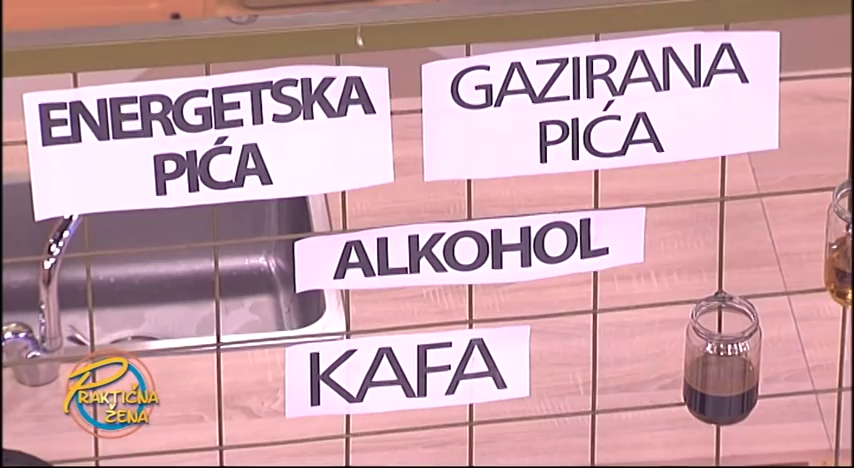 ENERGETSKA
PIĆA
GAZIRANA
PIĆA
ALKOHOL
KAFA
PRAKTIČNA
ŽENA